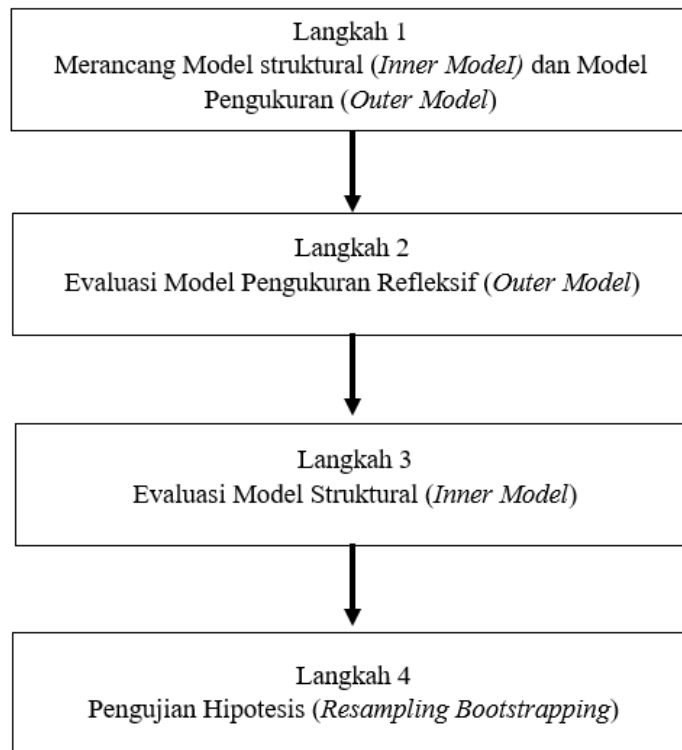 Langkah 1
Merancang Model struktural (Inner Model) dan Model
Pengukuran (Outer Model)
Langkah 2
Evaluasi Model Pengukuran Refleksif (Outer Model)
Langkah 3
Evaluasi Model Struktural (Inner Model)
Langkah 4
Pengujian Hipotesis (Resampling Bootstrapping)